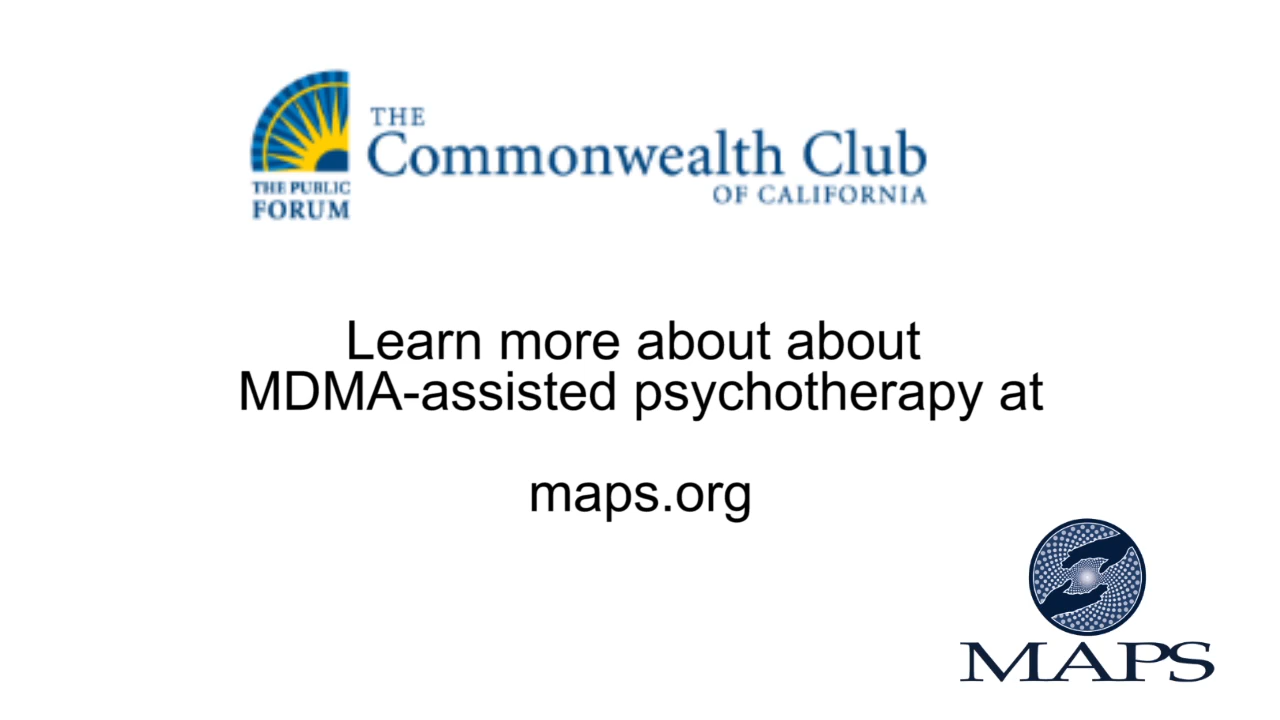 THE
Commonwealth Club
OF CALIFORNIA
THE PUBLIC
FORUM
Learn more about about
MDMA-assisted psychotherapy at
maps.org
MAPS